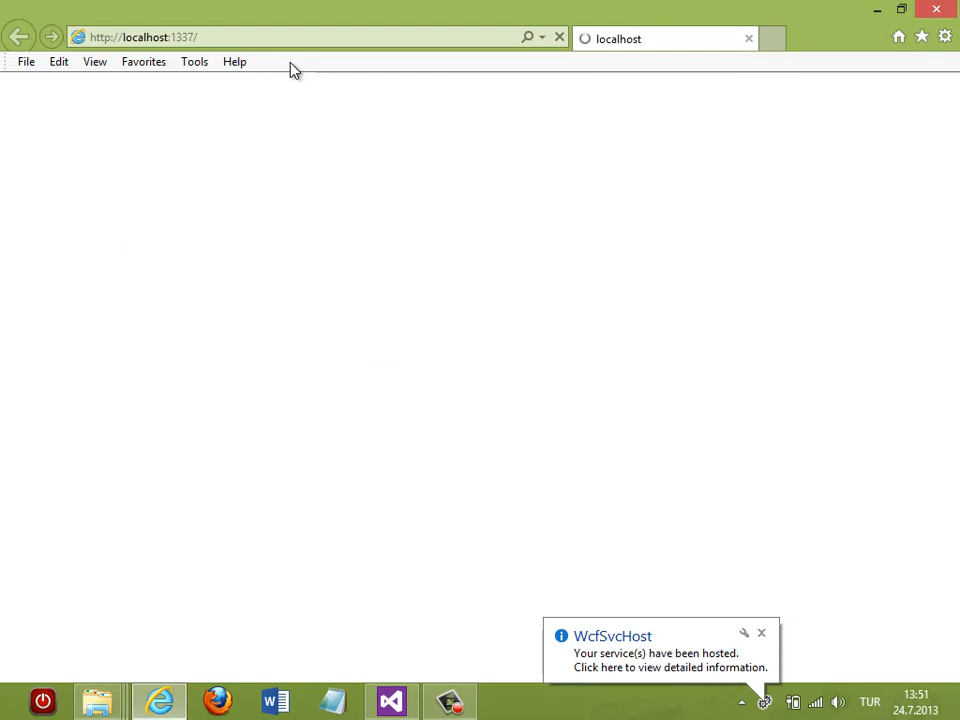 http://localhost:1337/
localhost
File Edit View Favorites Tools Help
WcfSvcHost
Your service(s) have been hosted.
Click here to view detailed information.
TUR
13:51
24.7.2013